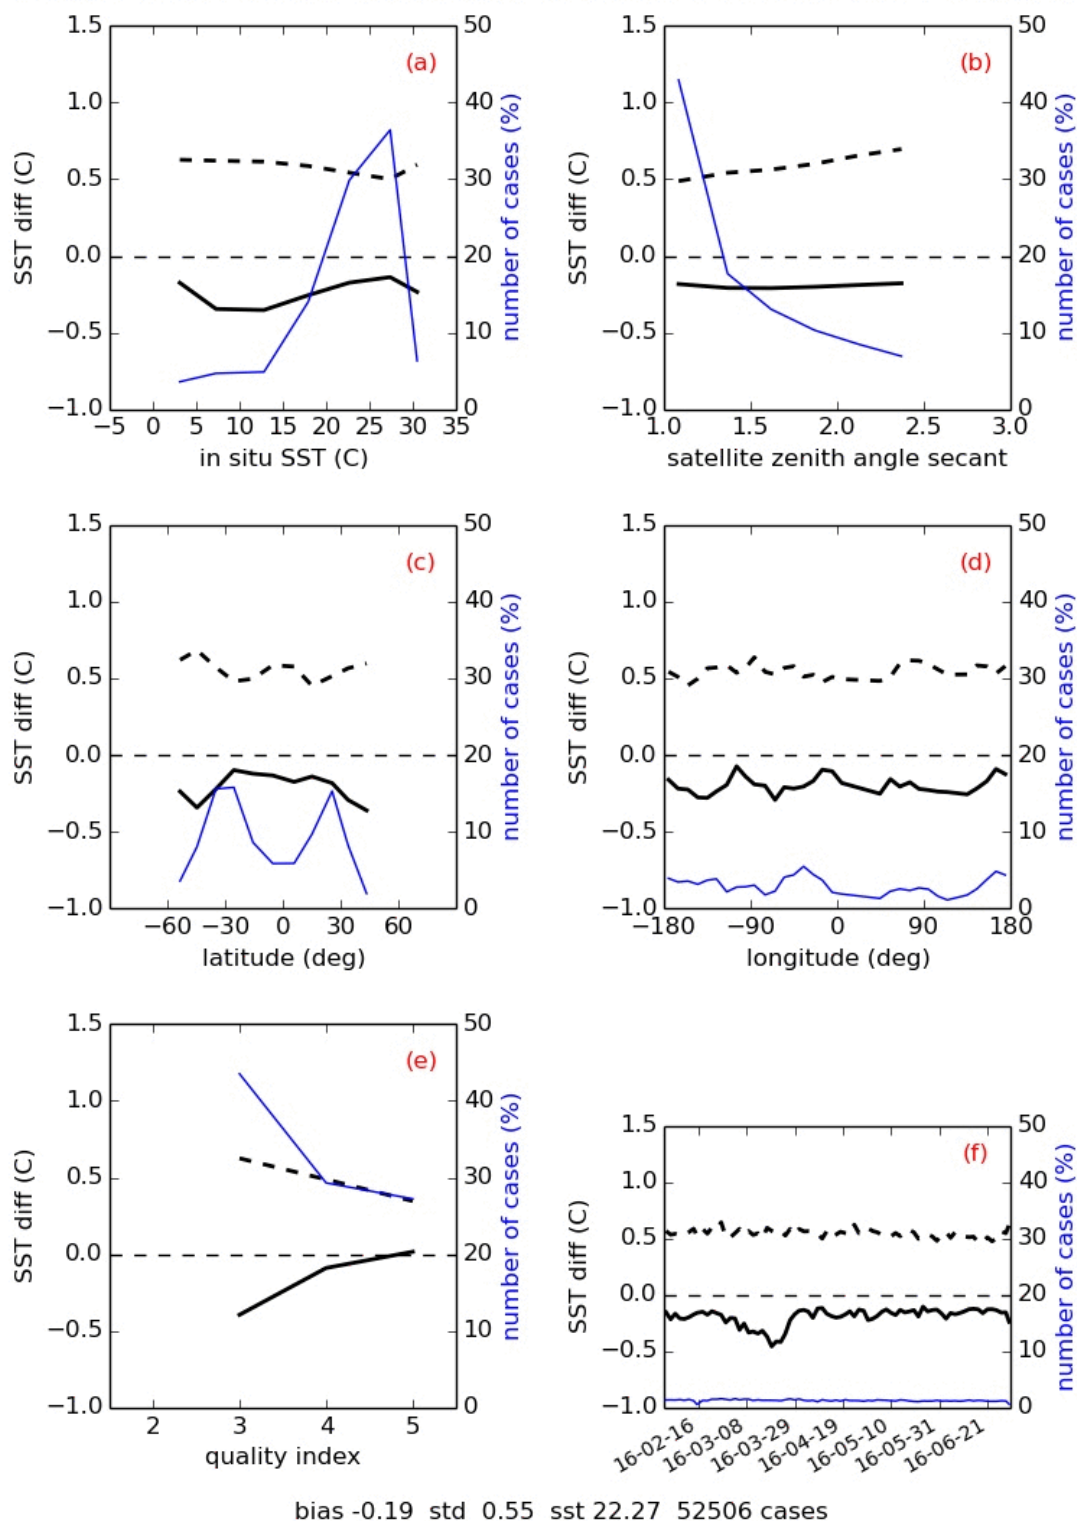 1.5
1.0
0.5
0.0
−0.5
−1.0
SST diff (C)
(a)
50
40
30
20
10
0
number of cases (%)
−5 0 5 10 15 20 25 30 35
in situ SST (C)
1.5
1.0
0.5
0.0
−0.5
−1.0
SST diff (C)
(b)
50
40
30
20
10
0
number of cases (%)
1.0 1.5 2.0 2.5 3.0
satellite zenith angle secant
1.5
1.0
0.5
0.0
−0.5
−1.0
SST diff (C)
(c)
50
40
30
20
10
0
number of cases (%)
−60 −30 0 30 60
latitude (deg)
1.5
1.0
0.5
0.0
−0.5
−1.0
SST diff (C)
(d)
50
40
30
20
10
0
number of cases (%)
−180 −90 0 90 180
longitude (deg)
1.5
1.0
0.5
0.0
−0.5
−1.0
SST diff (C)
(e)
50
40
30
20
10
0
number of cases (%)
2 3 4 5
quality index
1.5
1.0
0.5
0.0
−0.5
−1.0
SST diff (C)
(f)
50
40
30
20
10
0
number of cases (%)
16-02-16 16-03-08 16-03-29 16-04-19 16-05-10 16-05-31 16-06-21
bias -0.19 std 0.55 sst 22.27 52506 cases